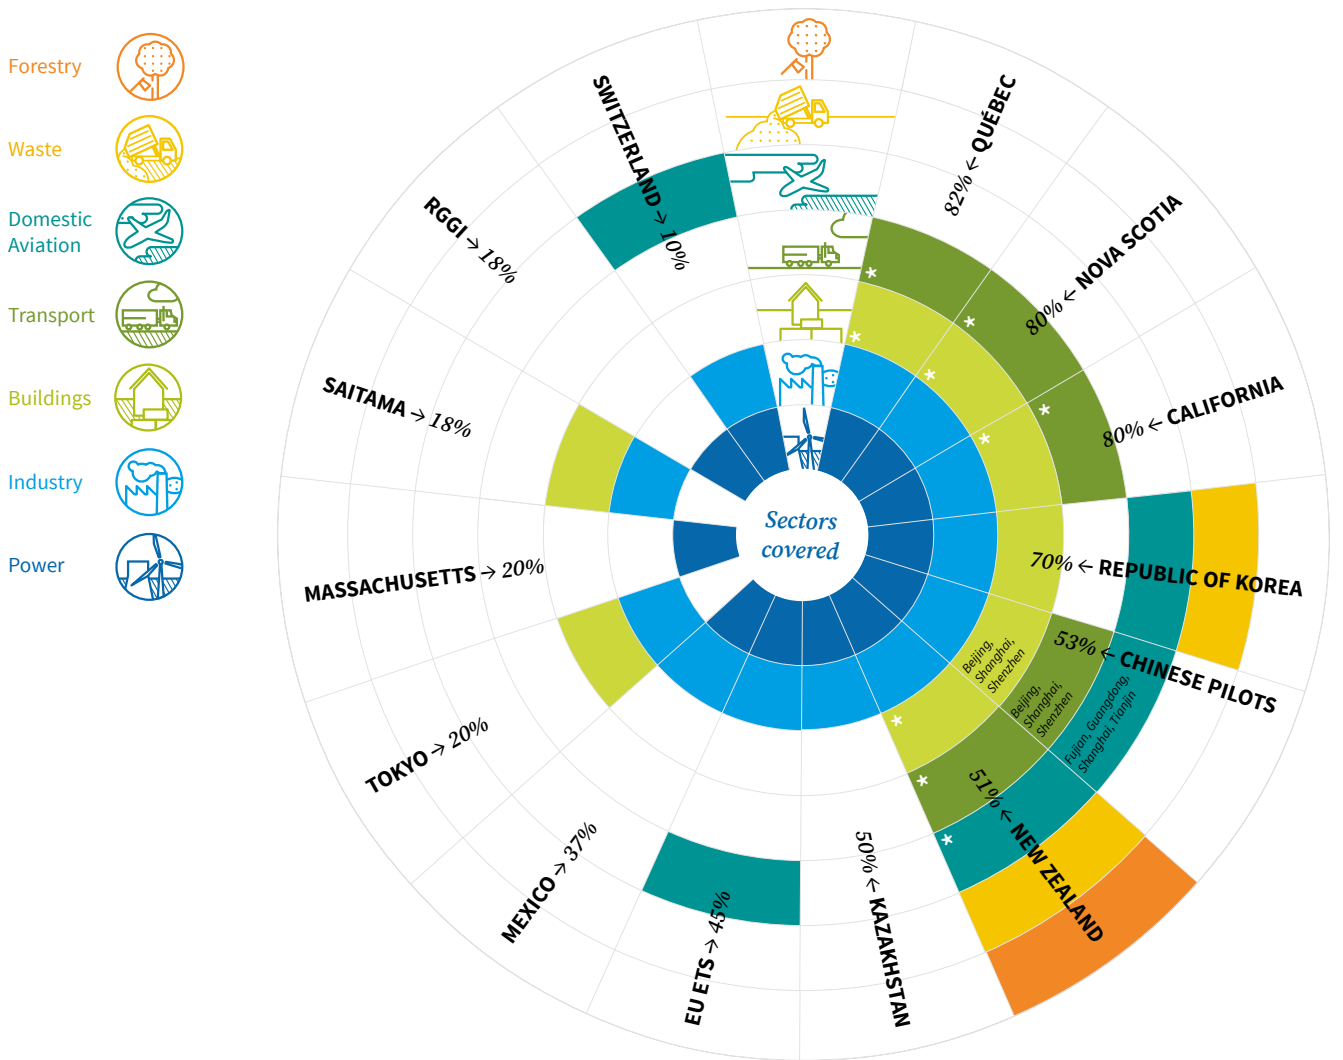 Forestry
Waste
Domestic
Aviation
Transport
Buildings
Industry
Power
Sectors
covered
82% ← QUÉBEC
*
*
80% ← NOVA SCOTIA
*
*
80% ← CALIFORNIA
*
*
70% ← REPUBLIC OF KOREA
53% ← CHINESE PILOTS
Beijing,
Shanghai,
Shenzhen
Beijing,
Shanghai,
Shenzhen
Fujian, Guangdong,
Shanghai, Tianjin
51% ← NEW ZEALAND
*
*
*
50% ← KAZAKHSTAN
EU ETS → 45%
MEXICO → 37%
TOKYO → 20%
MASSACHUSETTS → 20%
SAITAMA → 18%
RGGI → 18%
SWITZERLAND → 10%